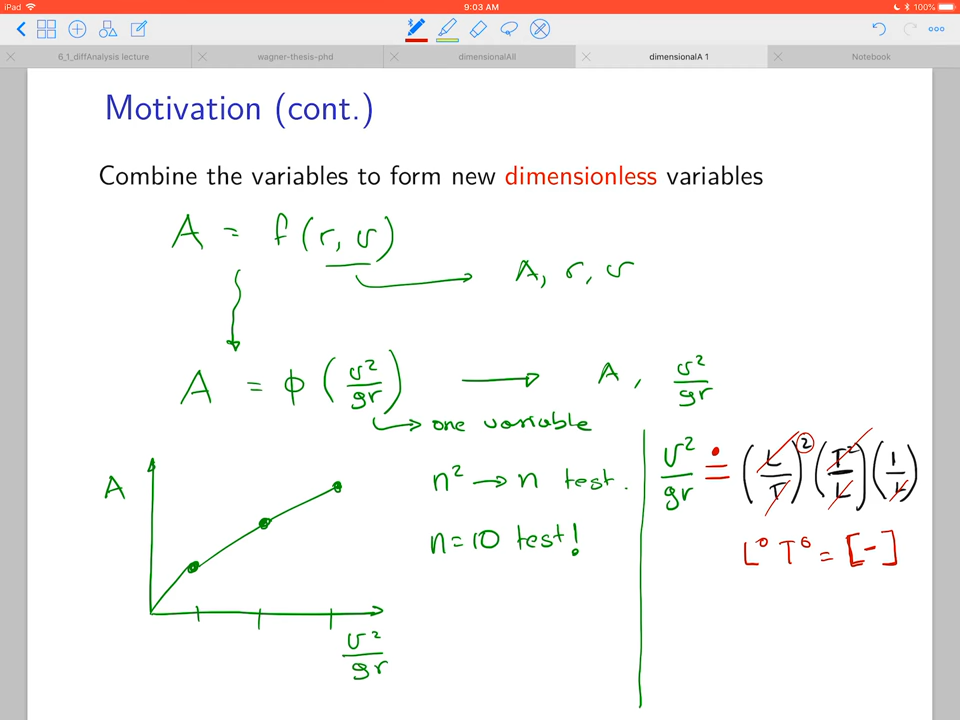 iPad 9:03 AM 100%
6_1_diffAnalysis lecture wagner-thesis-phd dimensionalAll dimensionalA 1 Notebook
Motivation (cont.)
Combine the variables to form new dimensionless variables
A = f(r, v)
A, r, v
A = φ(v²/gr) → A, v²/gr
↳ one variable
n² → n test.
n=10 test!
A
v²/gr
v²/gr ≐ (L/T)² (T²/L) (1/L)
L⁰ T⁰ = [-]